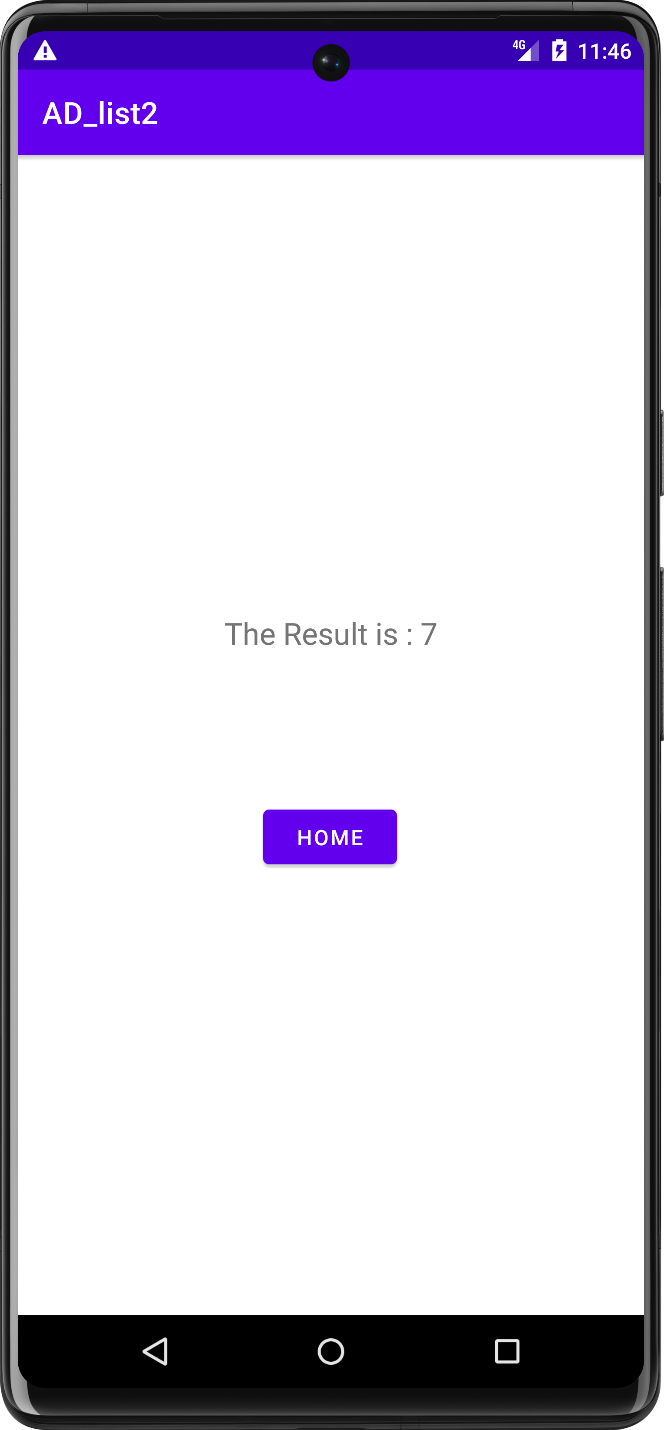 4G 11:46
AD_list2
The Result is : 7
HOME